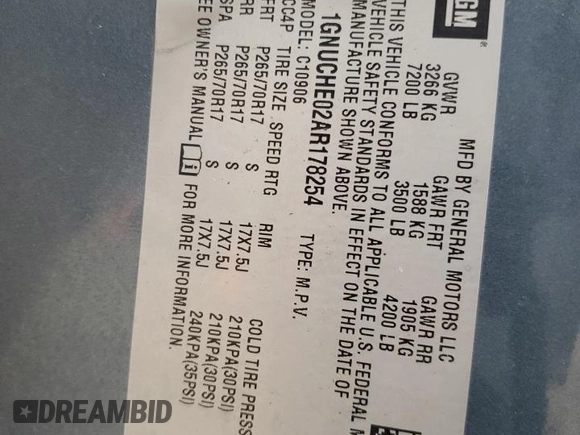 GM®
MFD BY GENERAL MOTORS LLC
GVWR GAWR FRT GAWR RR
3266 KG 1588 KG 1905 KG
7200 LB 3500 LB 4200 LB
THIS VEHICLE CONFORMS TO ALL APPLICABLE U.S. FEDERAL M
VEHICLE SAFETY STANDARDS IN EFFECT ON THE DATE OF
MANUFACTURE SHOWN ABOVE.
1GNUCHE02AR178254 TYPE: M.P.V.
MODEL: C10906
CC4P TIRE SIZE SPEED RTG RIM COLD TIRE PRESS
FRT P265/70R17 S 17X7.5J 210KPA(30PSI)
RR P265/70R17 S 17X7.5J 210KPA(30PSI)
SPA P265/70R17 S 17X7.5J 240KPA(35PSI)
EE OWNER'S MANUAL i FOR MORE INFORMATION.
DREAMBID